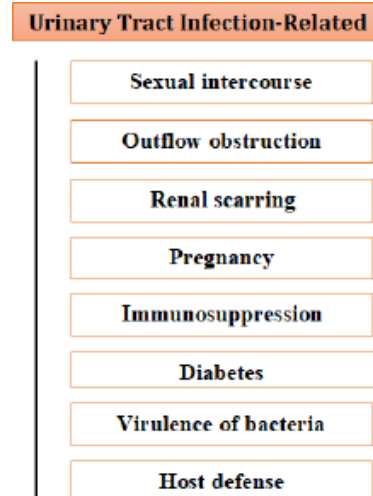 Urinary Tract Infection-Related
Sexual intercourse
Outflow obstruction
Renal scarring
Pregnancy
Immunosuppression
Diabetes
Virulence of bacteria
Host defense